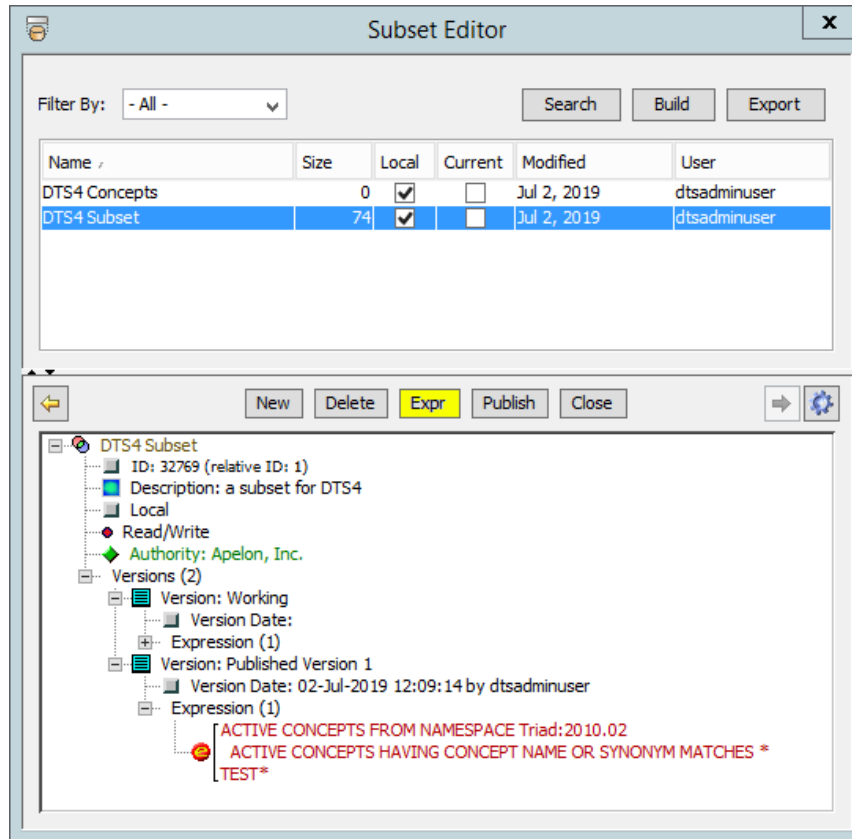 Subset Editor
x
Filter By: - All -
Search Build Export
Name Size Local Current Modified User
DTS4 Concepts 0 Jul 2, 2019 dtsadminuser
DTS4 Subset 74 Jul 2, 2019 dtsadminuser
New Delete Expr Publish Close
DTS4 Subset
ID: 32769 (relative ID: 1)
Description: a subset for DTS4
Local
Read/Write
Authority: Apelon, Inc.
Versions (2)
Version: Working
Version Date:
Expression (1)
Version: Published Version 1
Version Date: 02-Jul-2019 12:09:14 by dtsadminuser
Expression (1)
ACTIVE CONCEPTS FROM NAMESPACE Triad:2010.02
ACTIVE CONCEPTS HAVING CONCEPT NAME OR SYNONYM MATCHES *
e
TEST*